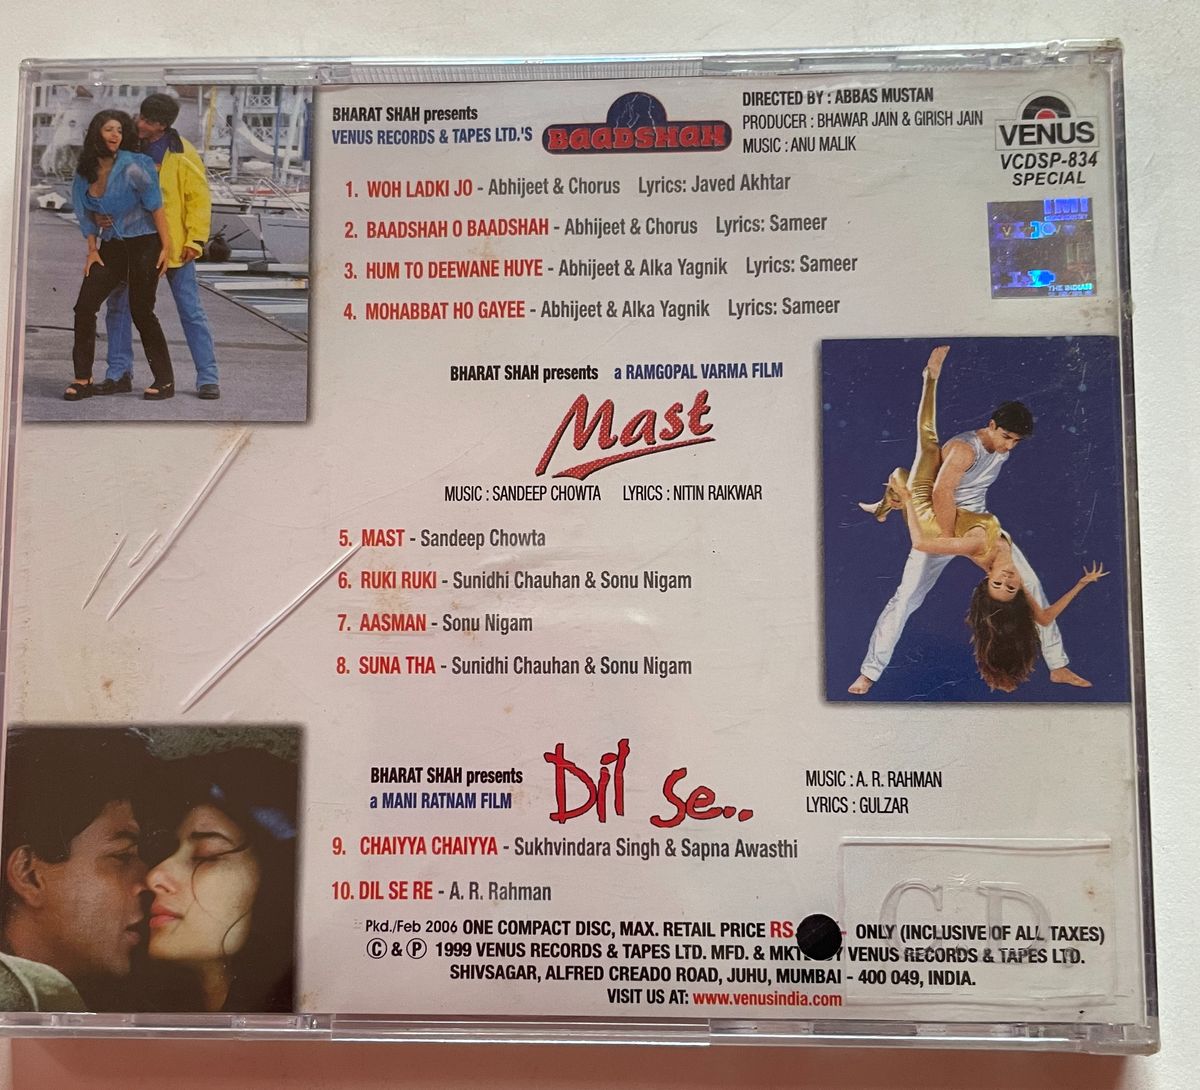 BHARAT SHAH presents
VENUS RECORDS & TAPES LTD.'S
BAADSHAH
DIRECTED BY : ABBAS MUSTAN
PRODUCER : BHAWAR JAIN & GIRISH JAIN
MUSIC : ANU MALIK
VENUS
VCDSP-834
SPECIAL
IMI
THE INDIAN
1. WOH LADKI JO - Abhijeet & Chorus Lyrics: Javed Akhtar
2. BAADSHAH O BAADSHAH - Abhijeet & Chorus Lyrics: Sameer
3. HUM TO DEEWANE HUYE - Abhijeet & Alka Yagnik Lyrics: Sameer
4. MOHABBAT HO GAYEE - Abhijeet & Alka Yagnik Lyrics: Sameer
BHARAT SHAH presents a RAMGOPAL VARMA FILM
Mast
MUSIC : SANDEEP CHOWTA LYRICS : NITIN RAIKWAR
5. MAST - Sandeep Chowta
6. RUKI RUKI - Sunidhi Chauhan & Sonu Nigam
7. AASMAN - Sonu Nigam
8. SUNA THA - Sunidhi Chauhan & Sonu Nigam
BHARAT SHAH presents
a MANI RATNAM FILM
Dil Se..
MUSIC : A. R. RAHMAN
LYRICS : GULZAR
9. CHAIYYA CHAIYYA - Sukhvindara Singh & Sapna Awasthi
10. DIL SE RE - A. R. Rahman
C.D.
Pkd./Feb 2006 ONE COMPACT DISC, MAX. RETAIL PRICE RS. ONLY (INCLUSIVE OF ALL TAXES)
© & ℗ 1999 VENUS RECORDS & TAPES LTD. MFD. & VENUS RECORDS & TAPES LTD.
SHIVSAGAR, ALFRED CREADO ROAD, JUHU, MUMBAI - 400 049, INDIA.
VISIT US AT: www.venusindia.com